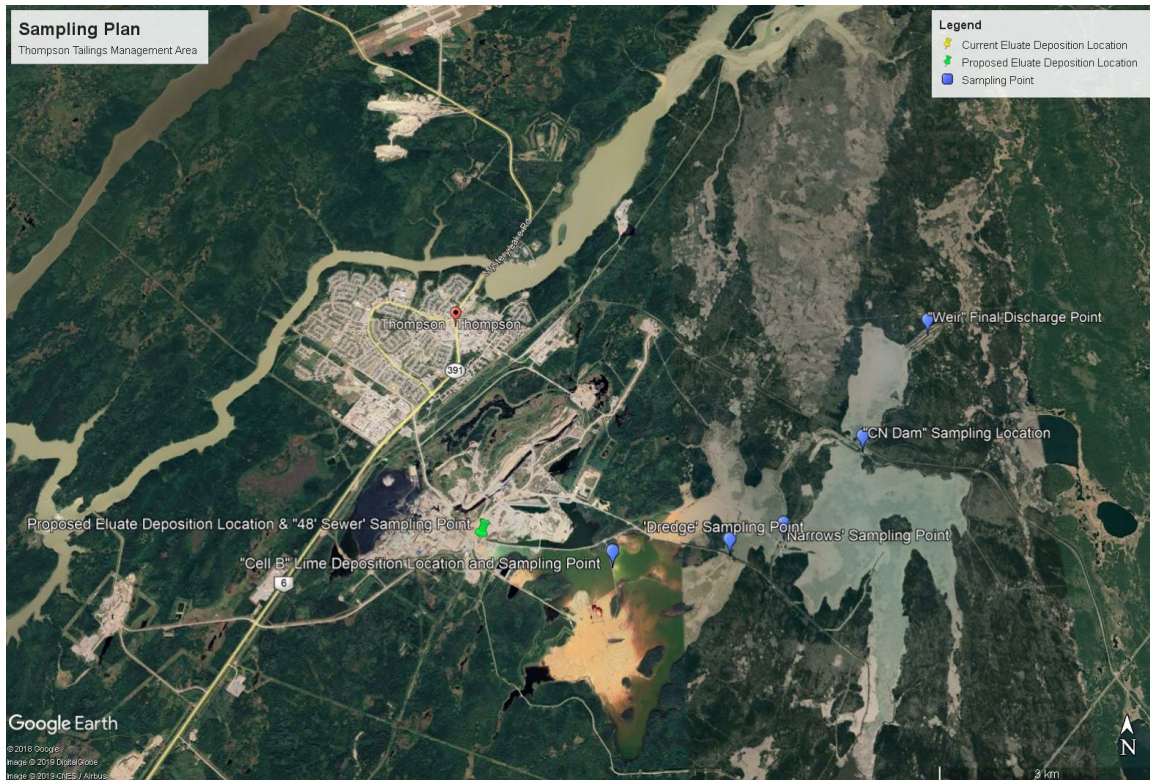 Sampling Plan
Thompson Tailings Management Area
Legend
Current Eluate Deposition Location
Proposed Eluate Deposition Location
Sampling Point
Mystery Lake Rd
Thompson Thompson
391
"Weir" Final Discharge Point
"CN Dam" Sampling Location
Proposed Eluate Deposition Location & "48' Sewer' Sampling Point
'Dredge' Sampling Point
'Narrows' Sampling Point
"Cell B" Lime Deposition Location and Sampling Point
6
Google Earth
©2018 Google
Image © 2019 DigitalGlobe
Image © 2019 CNES / Airbus
N
3 km